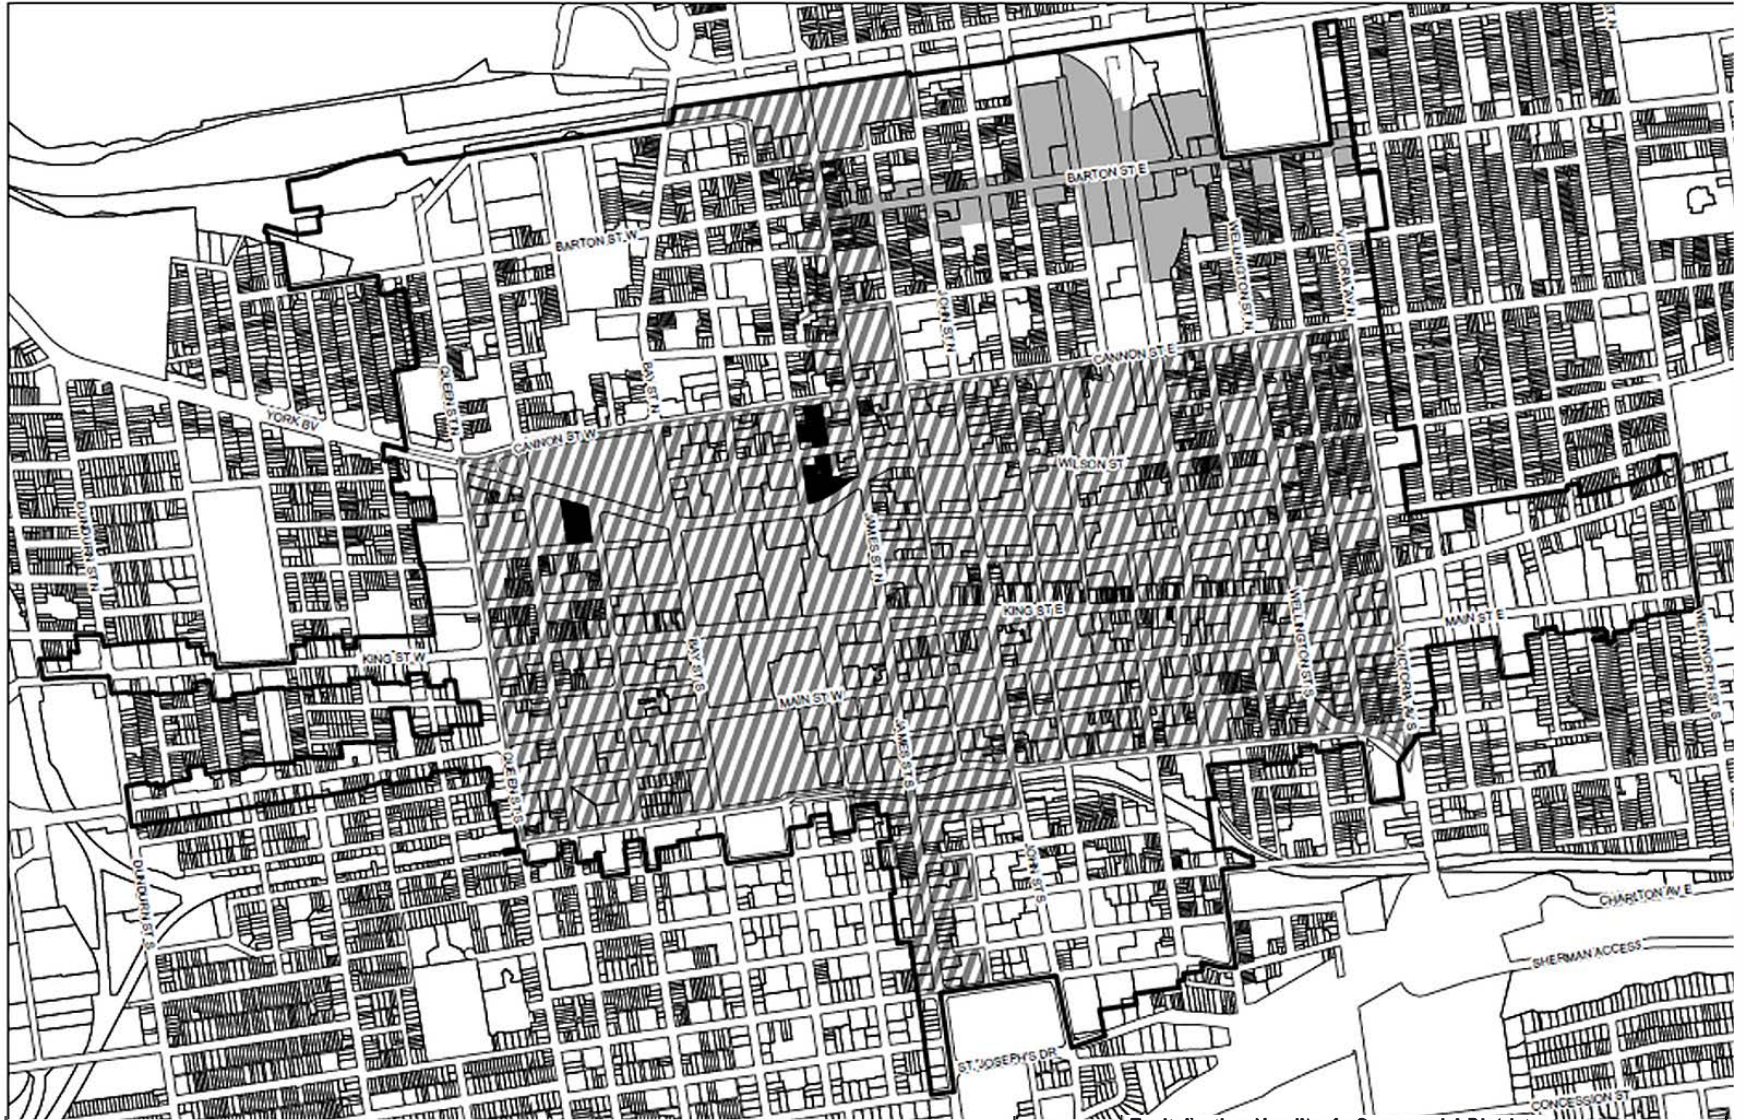 BARTON ST E
BARTON ST W
WELLINGTON ST N
VICTORIA AV N
JOHN ST N
CANNON ST E
QUEEN ST N
BAY ST N
YORK BV
CANNON ST W
WILSON ST
DUNDURN ST N
JAMES ST N
KING ST E
WELLINGTON ST S
MAIN ST E
WENTWORTH ST S
KING ST W
BAY ST S
VICTORIA AV S
MAIN ST W
JAMES ST S
QUEEN ST S
JOHN ST S
DUNDURN ST S
CHARLTON AV E
SHERMAN ACCESS
ST. JOSEPH'S DR
CONCESSION ST